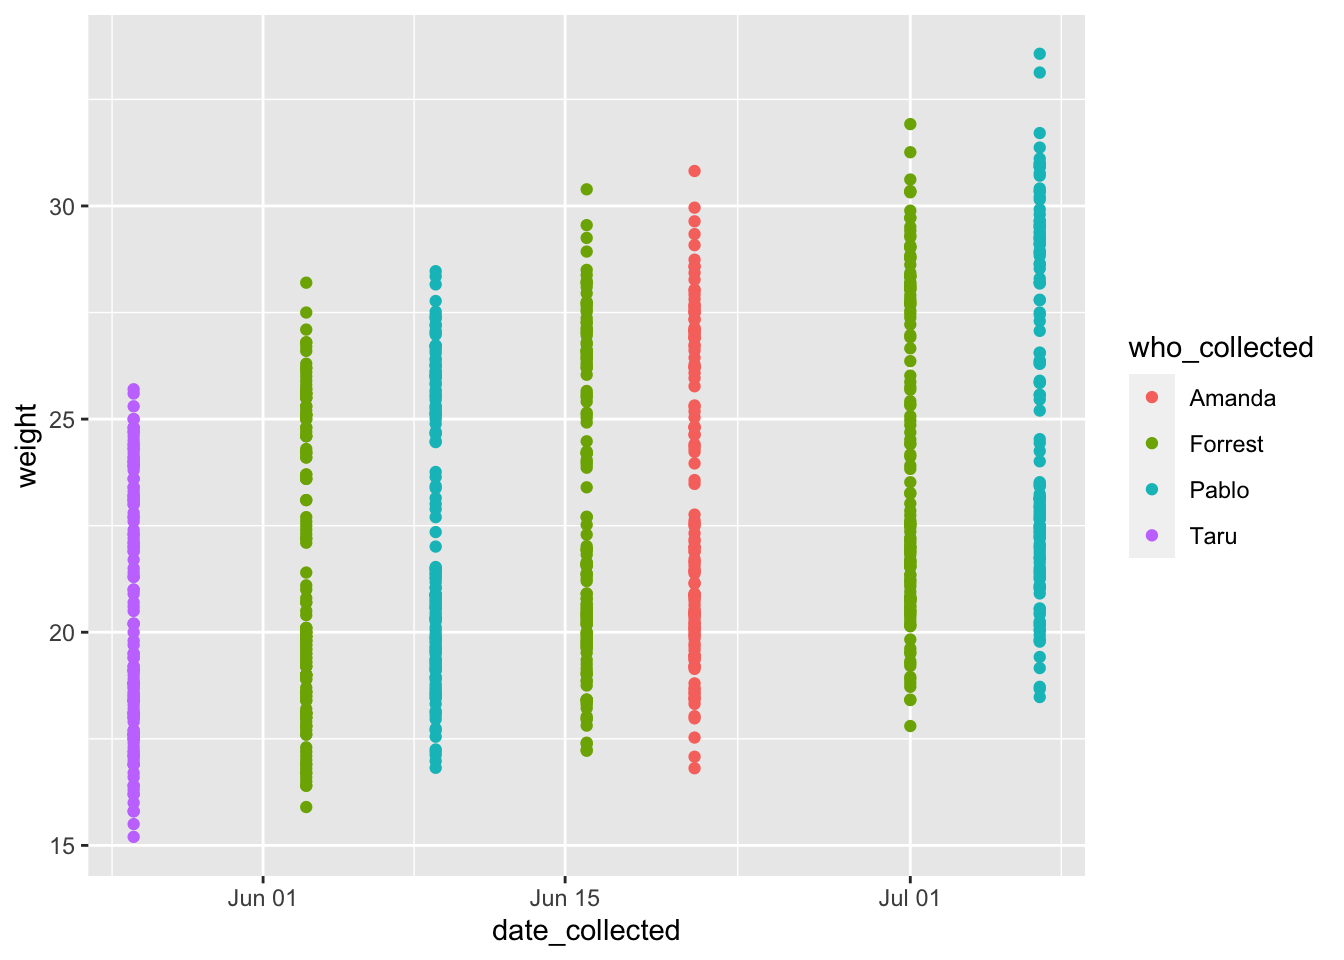 weight
30
25
20
15
Jun 01
Jun 15
Jul 01
date_collected
who_collected
Amanda
Forrest
Pablo
Taru